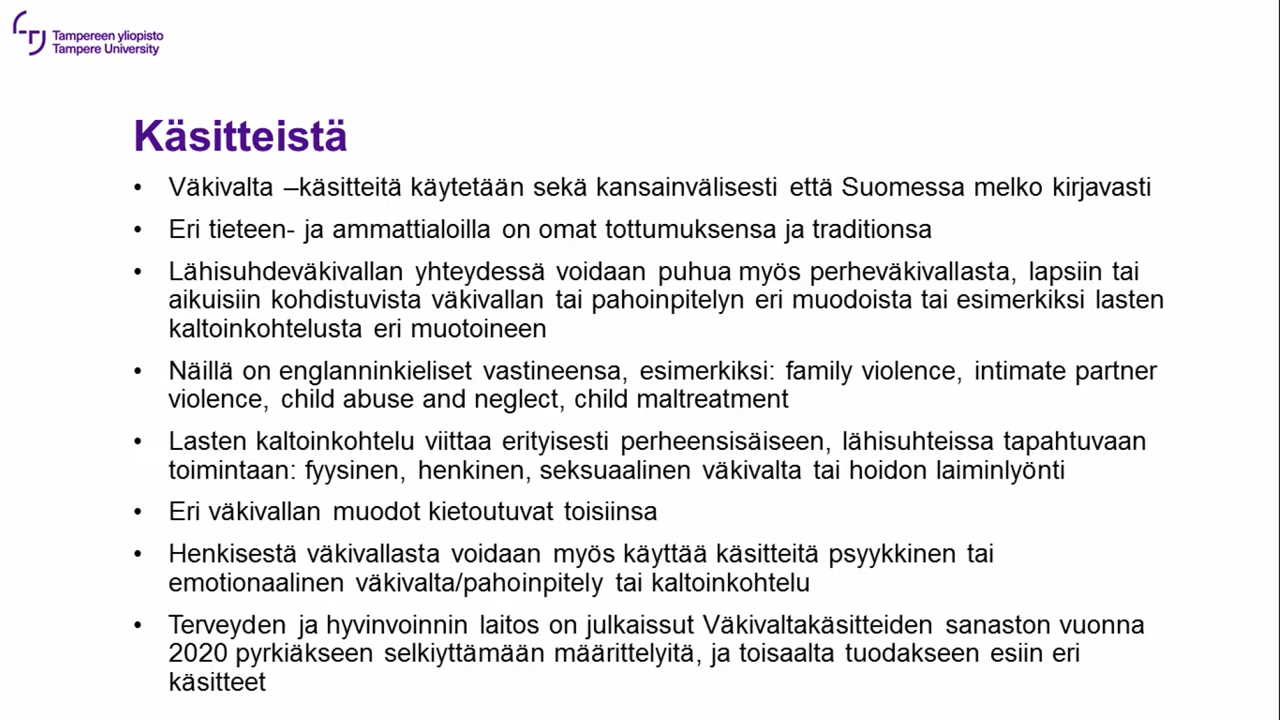 Tampereen yliopisto
Tampere University
Käsitteistä
• Väkivalta –käsitteitä käytetään sekä kansainvälisesti että Suomessa melko kirjavasti
• Eri tieteen- ja ammattialoilla on omat tottumuksensa ja traditionsa
• Lähisuhdeväkivallan yhteydessä voidaan puhua myös perheväkivallasta, lapsiin tai
aikuisiin kohdistuvista väkivallan tai pahoinpitelyn eri muodoista tai esimerkiksi lasten
kaltoinkohtelusta eri muotoineen
• Näillä on englanninkieliset vastineensa, esimerkiksi: family violence, intimate partner
violence, child abuse and neglect, child maltreatment
• Lasten kaltoinkohtelu viittaa erityisesti perheensisäiseen, lähisuhteissa tapahtuvaan
toimintaan: fyysinen, henkinen, seksuaalinen väkivalta tai hoidon laiminlyönti
• Eri väkivallan muodot kietoutuvat toisiinsa
• Henkisestä väkivallasta voidaan myös käyttää käsitteitä psyykkinen tai
emotionaalinen väkivalta/pahoinpitely tai kaltoinkohtelu
• Terveyden ja hyvinvoinnin laitos on julkaissut Väkivaltakäsitteiden sanaston vuonna
2020 pyrkiäkseen selkiyttämään määrittelyitä, ja toisaalta tuodakseen esiin eri
käsitteet